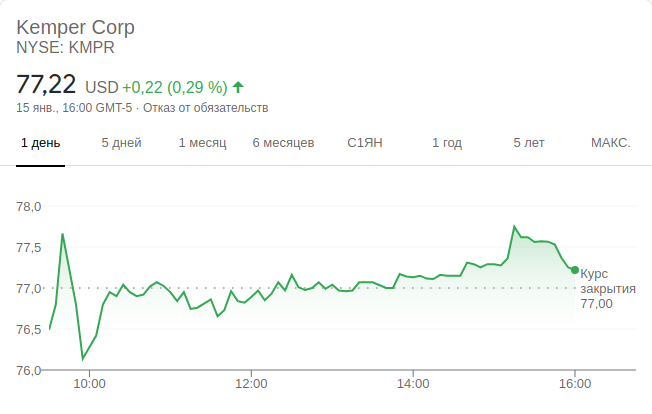 Kemper Corp
NYSE: KMPR
77,22 USD +0,22 (0,29 %)
15 янв., 16:00 GMT-5 · Отказ от обязательств
1 день 5 дней 1 месяц 6 месяцев С1ЯН 1 год 5 лет МАКС.
78,0
77,5
77,0
76,5
76,0
Курс
закрытия
77,00
10:00 12:00 14:00 16:00